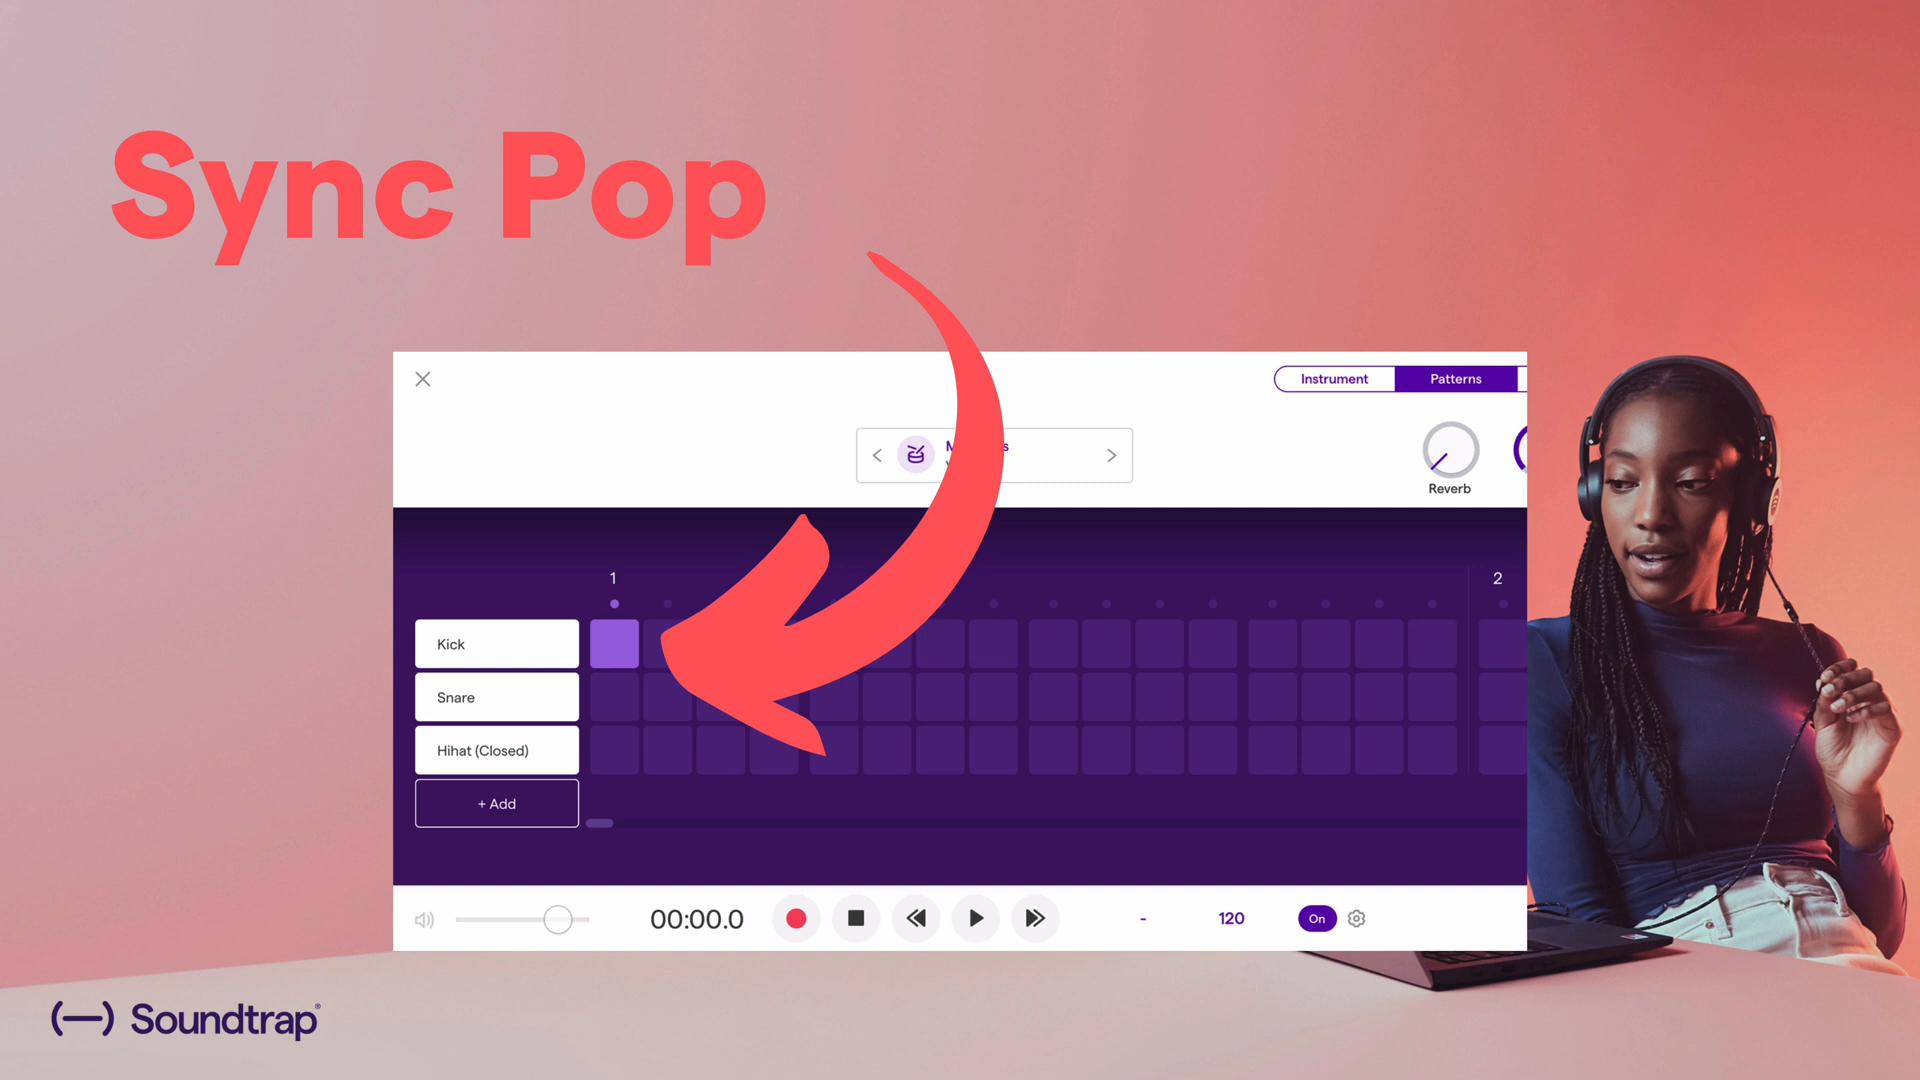 Sync Pop
Instrument
Patterns
Reverb
1
2
Kick
Snare
Hihat (Closed)
+ Add
00:00.0
-
120
On
Soundtrap®